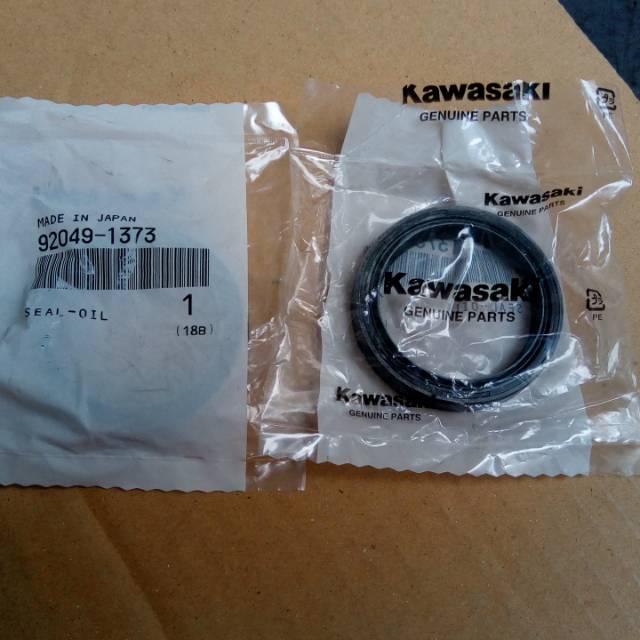 MADE IN JAPAN
92049-1373
SEAL-OIL
1
(18B)
Kawasaki
GENUINE PARTS
Kawasaki
GENUINE PARTS
Kawasaki
GENUINE PARTS
Kawasaki
GENUINE PARTS
PE